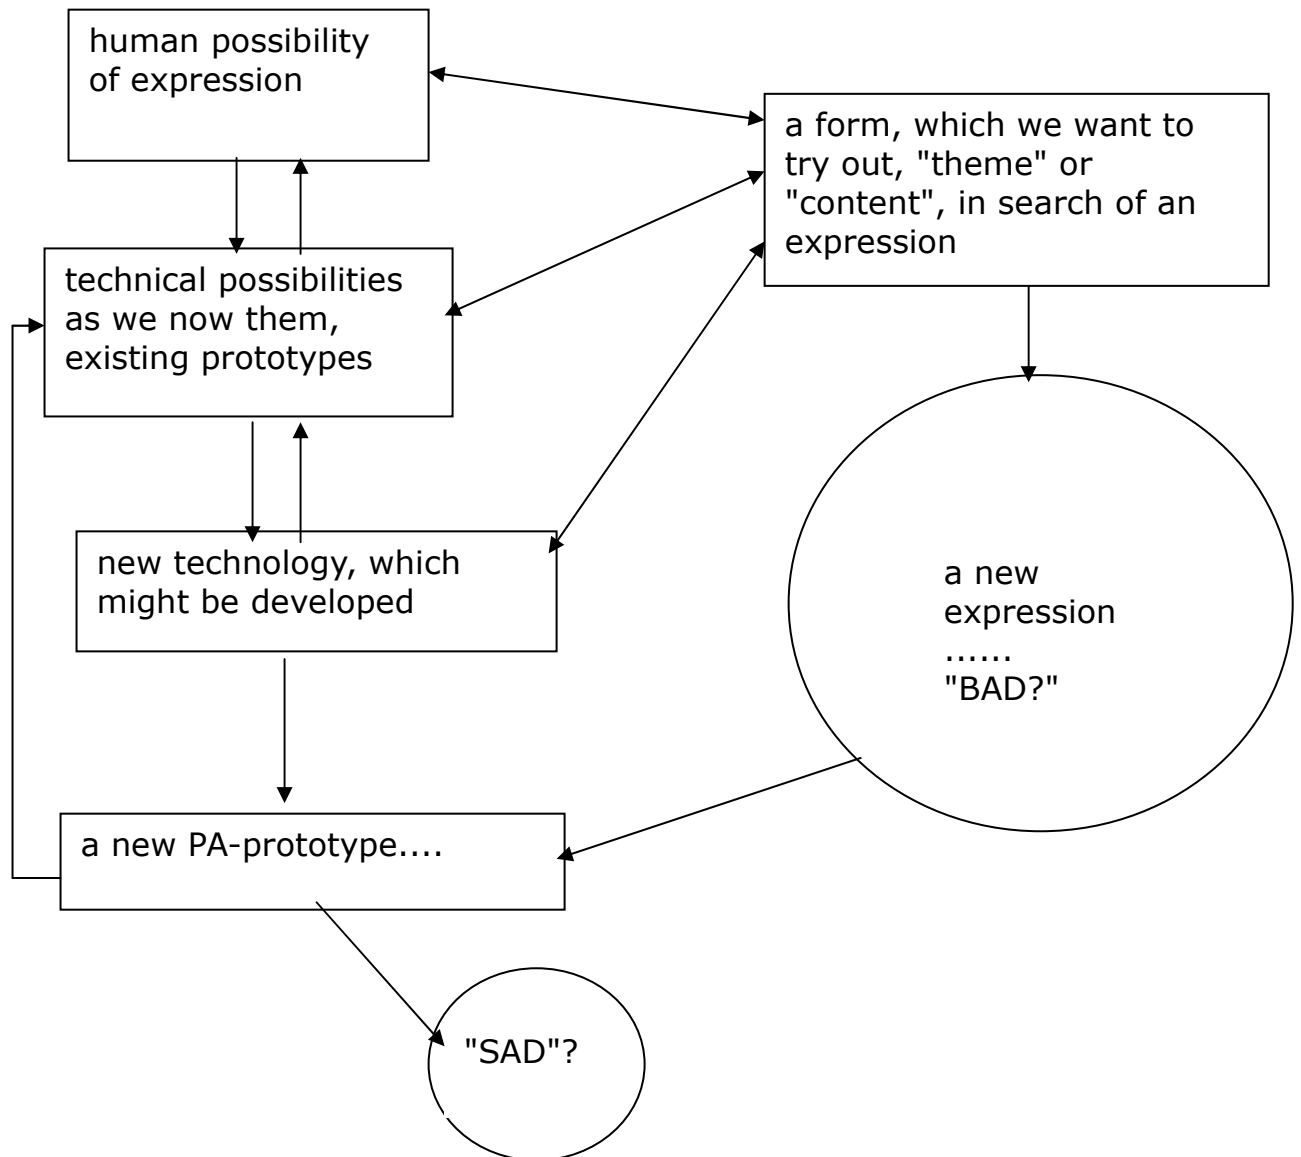 human possibility
of expression
a form, which we want to
try out, "theme" or
"content", in search of an
expression
technical possibilities
as we now them,
existing prototypes
new technology, which
might be developed
a new
expression
......
"BAD?"
a new PA-prototype....
"SAD"?